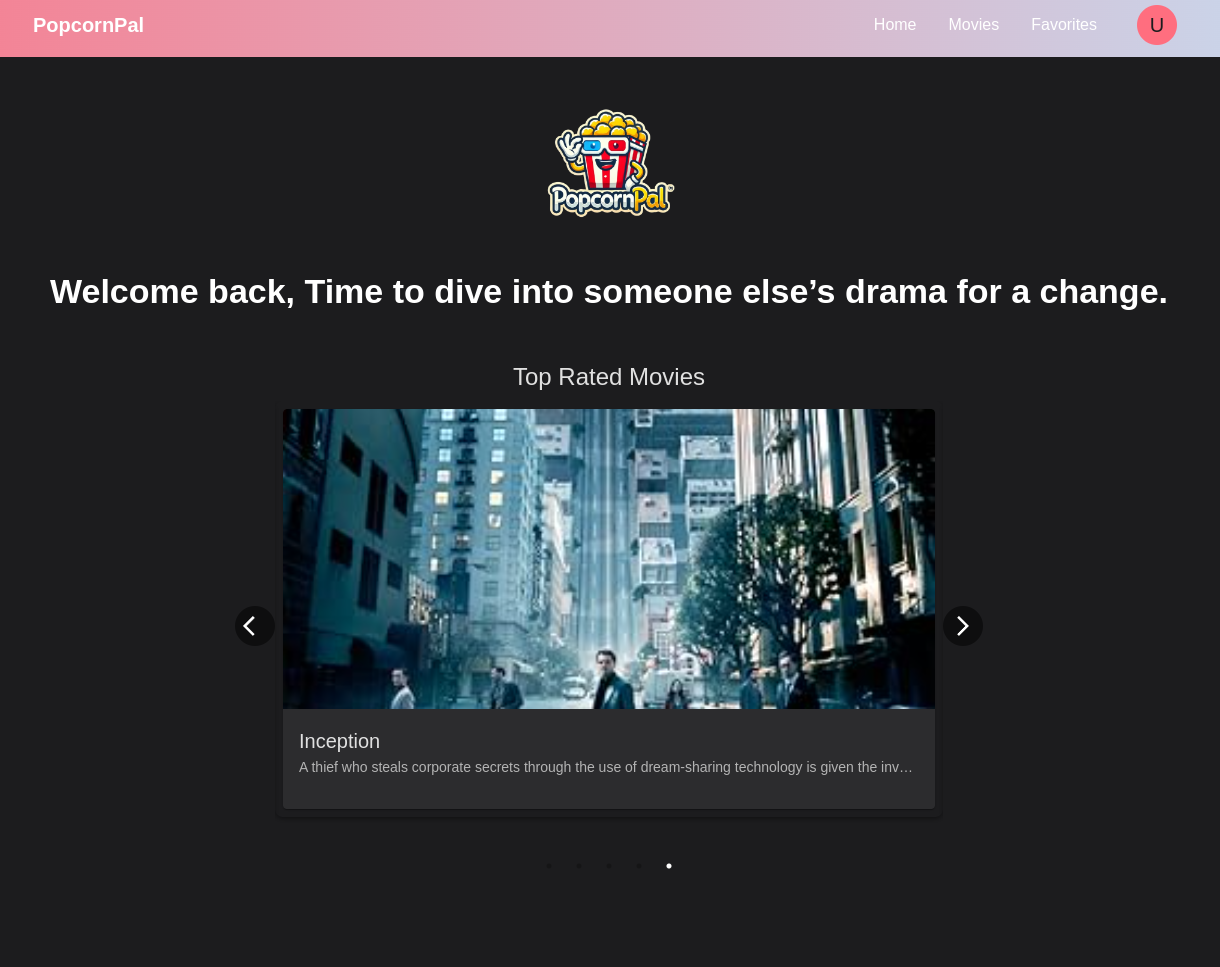 PopcornPal
Home
Movies
Favorites
U
PopcornPal
Welcome back, Time to dive into someone else’s drama for a change.
Top Rated Movies
Inception
A thief who steals corporate secrets through the use of dream-sharing technology is given the inv…